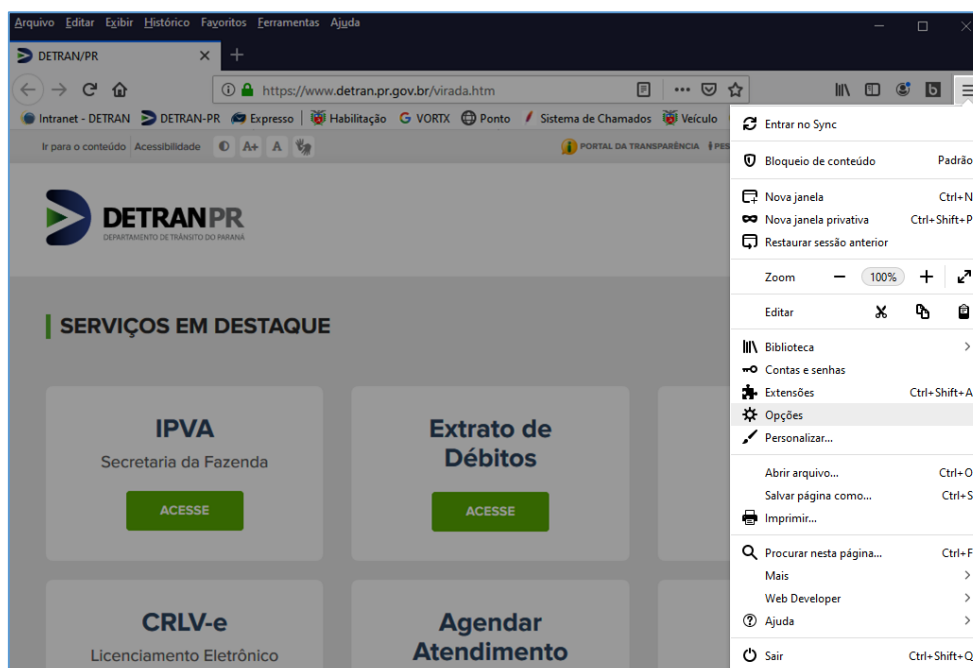 Arquivo Editar Exibir Histórico Favoritos Ferramentas Ajuda
DETRAN/PR
https://www.detran.pr.gov.br/virada.htm
Intranet - DETRAN DETRAN-PR Expresso Habilitação VORTX Ponto Sistema de Chamados Veículo
Ir para o conteúdo Acessibilidade A+ A PORTAL DA TRANSPARÊNCIA
DETRANPR
DEPARTAMENTO DE TRÂNSITO DO PARANÁ
SERVIÇOS EM DESTAQUE
IPVA
Secretaria da Fazenda
ACESSE
Extrato de
Débitos
ACESSE
CRLV-e
Licenciamento Eletrônico
Agendar
Atendimento
Entrar no Sync
Bloqueio de conteúdo Padrão
Nova janela Ctrl+N
Nova janela privativa Ctrl+Shift+P
Restaurar sessão anterior
Zoom 100%
Editar
Biblioteca
Contas e senhas
Extensões Ctrl+Shift+A
Opções
Personalizar...
Abrir arquivo... Ctrl+O
Salvar página como... Ctrl+S
Imprimir...
Procurar nesta página... Ctrl+F
Mais
Web Developer
Ajuda
Sair Ctrl+Shift+Q